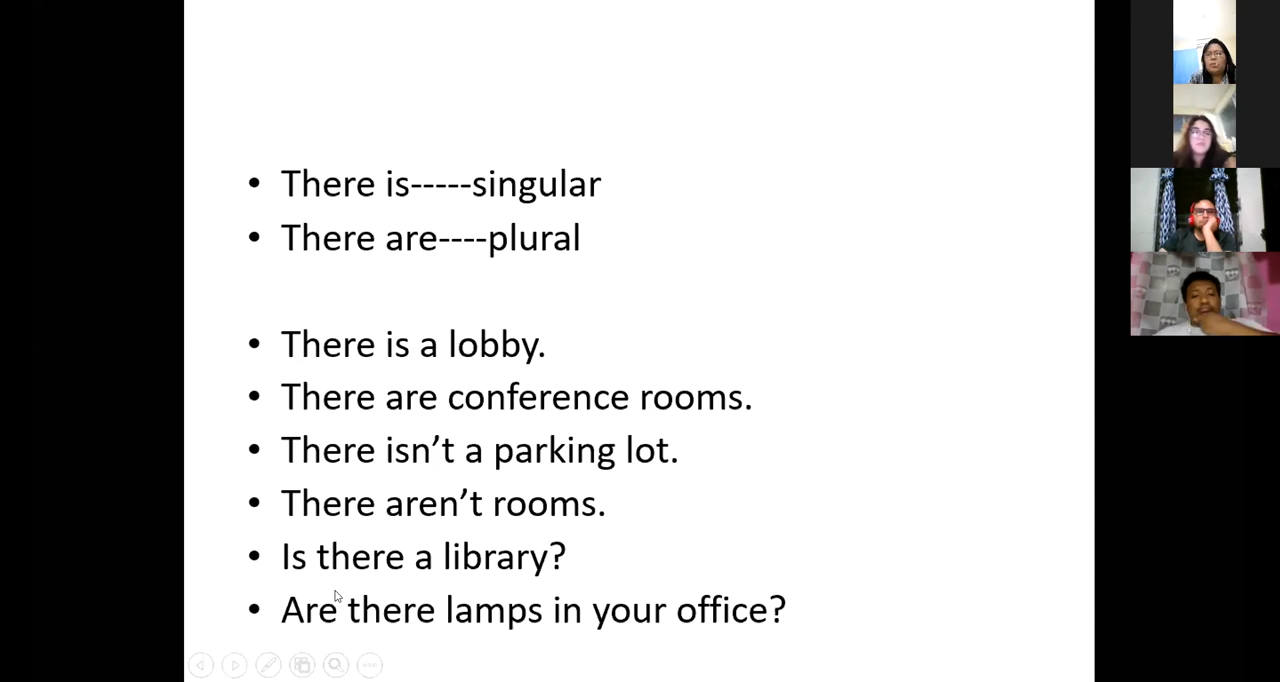 There is-----singular
There are----plural
There is a lobby.
There are conference rooms.
There isn’t a parking lot.
There aren’t rooms.
Is there a library?
Are there lamps in your office?